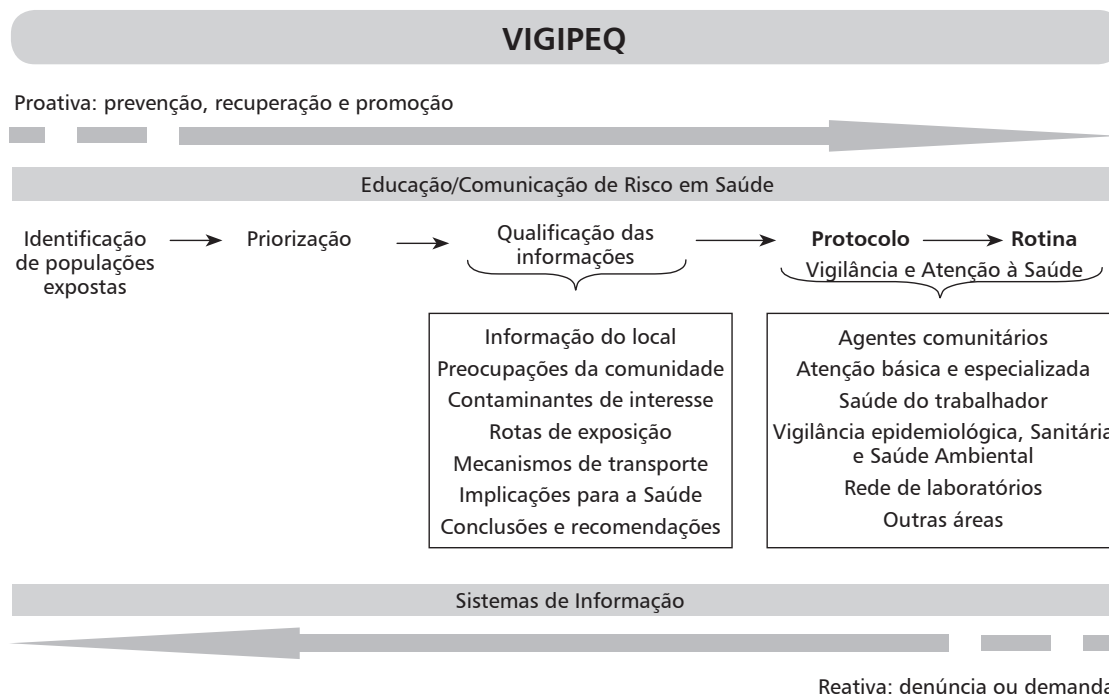 VIGIPEQ
Proativa: prevenção, recuperação e promoção
Educação/Comunicação de Risco em Saúde
Identificação
de populações
expostas
Priorização
Qualificação das
informações
Protocolo
Rotina
Vigilância e Atenção à Saúde
Informação do local
Preocupações da comunidade
Contaminantes de interesse
Rotas de exposição
Mecanismos de transporte
Implicações para a Saúde
Conclusões e recomendações
Agentes comunitários
Atenção básica e especializada
Saúde do trabalhador
Vigilância epidemiológica, Sanitária
e Saúde Ambiental
Rede de laboratórios
Outras áreas
Sistemas de Informação
Reativa: denúncia ou demanda